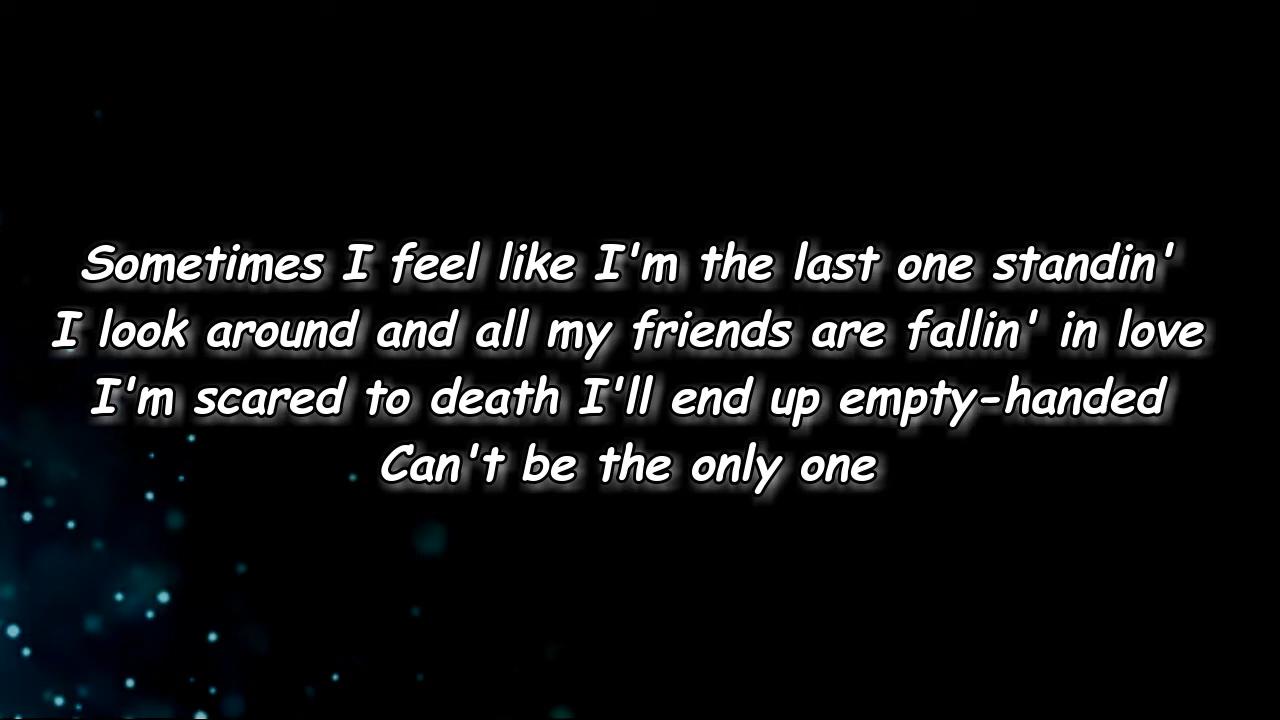 Sometimes I feel like I'm the last one standin'
I look around and all my friends are fallin' in love
I'm scared to death I'll end up empty-handed
Can't be the only one